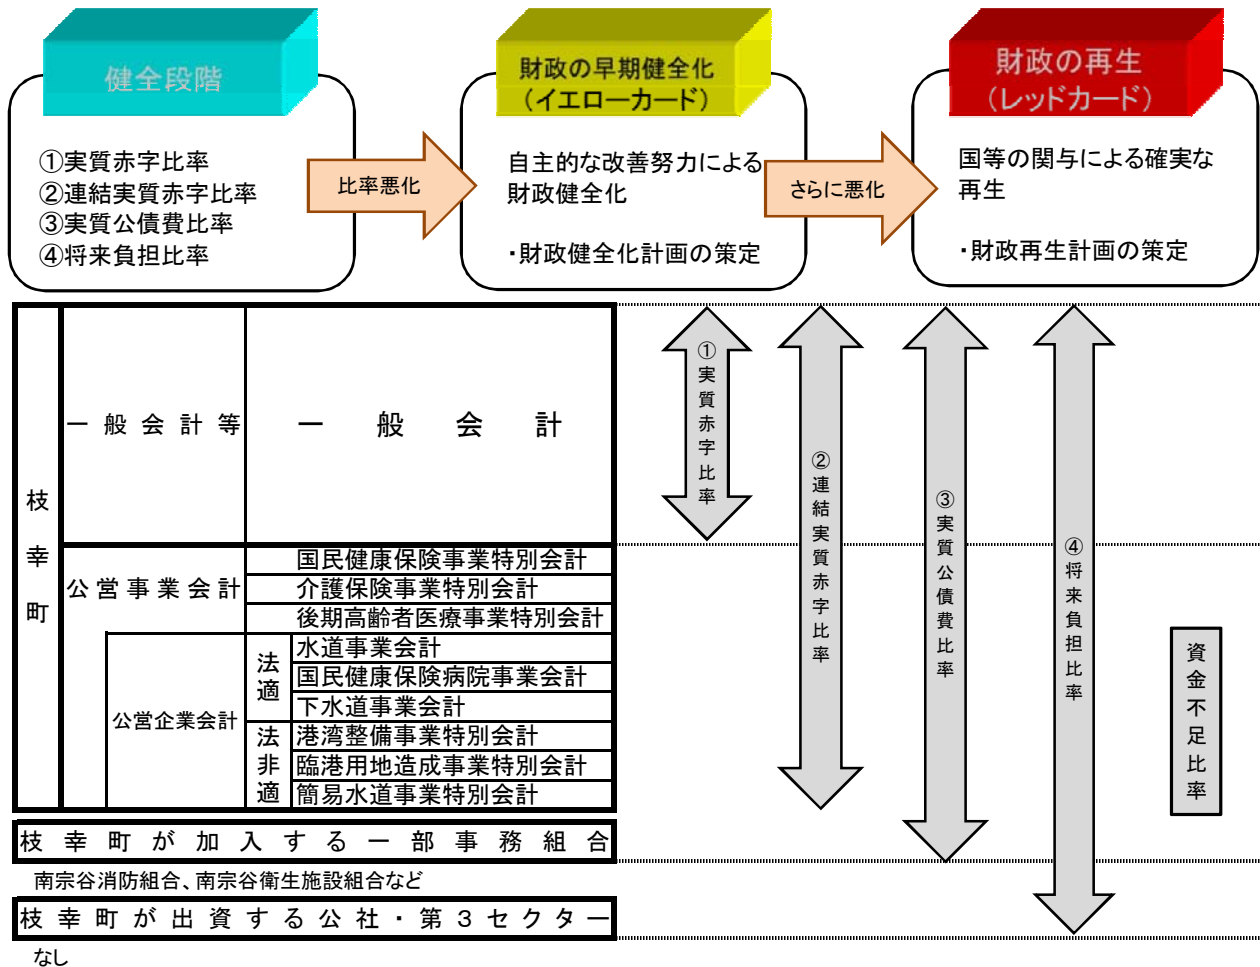 健全段階
①実質赤字比率
②連結実質赤字比率
③実質公債費比率
④将来負担比率
比率悪化
財政の早期健全化
(イエローカード)
自主的な改善努力による
財政健全化
・財政健全化計画の策定
さらに悪化
財政の再生
(レッドカード)
国等の関与による確実な
再生
・財政再生計画の策定
枝幸町
一般会計等
一般会計
公営事業会計
国民健康保険事業特別会計
介護保険事業特別会計
後期高齢者医療事業特別会計
公営企業会計
法適
水道事業会計
国民健康保険病院事業会計
下水道事業会計
法非適
港湾整備事業特別会計
臨港用地造成事業特別会計
簡易水道事業特別会計
枝幸町が加入する一部事務組合
南宗谷消防組合、南宗谷衛生施設組合など
枝幸町が出資する公社・第3セクター
なし
①実質赤字比率
②連結実質赤字比率
③実質公債費比率
④将来負担比率
資金不足比率